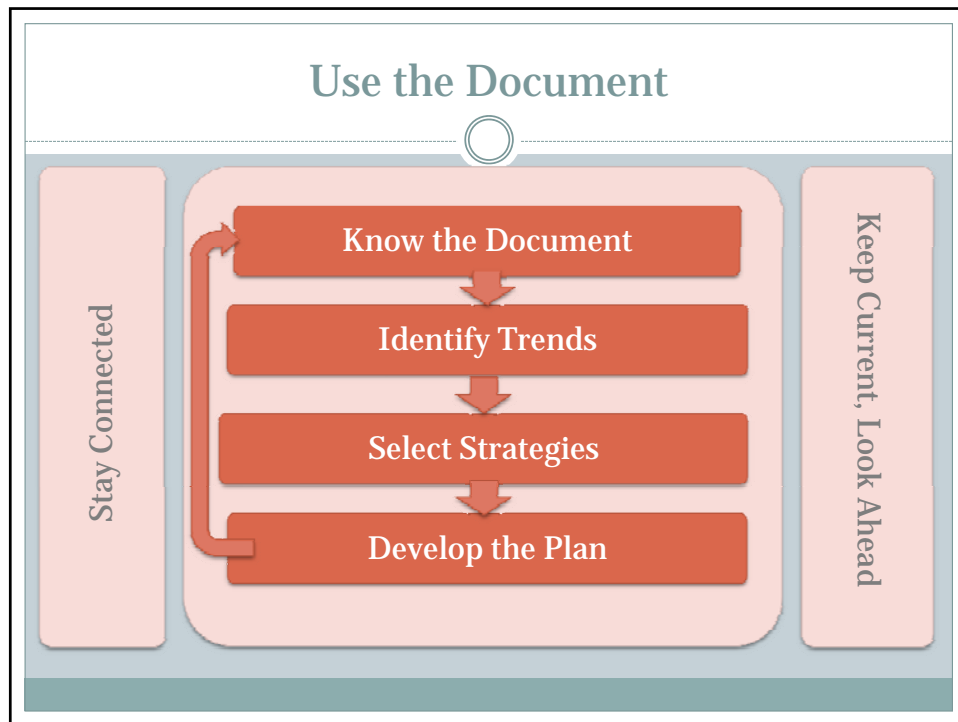 Use the Document
Stay Connected
Know the Document
Identify Trends
Select Strategies
Develop the Plan
Keep Current, Look Ahead